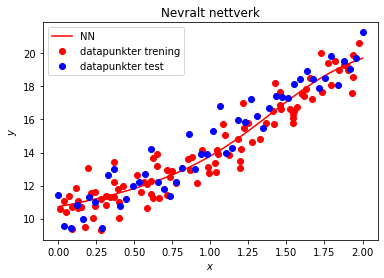 Nevralt nettverk
NN
datapunkter trening
datapunkter test
20
18
16
14
12
10
y
0.00 0.25 0.50 0.75 1.00 1.25 1.50 1.75 2.00
x